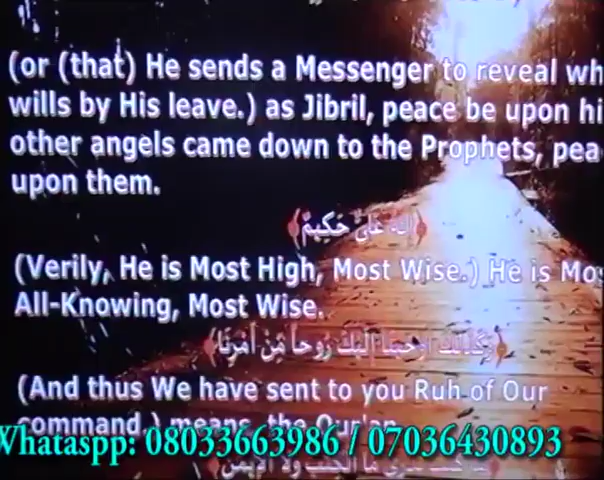 (or (that) He sends a Messenger to reveal wh
wills by His leave.) as Jibril, peace be upon hi
other angels came down to the Prophets, pea
upon them.
﴿إِنَّهُ عَلِىٌّ حَكِيمٌ﴾
(Verily, He is Most High, Most Wise.) He is Mos
All-Knowing, Most Wise.
﴿وَكَذَلِكَ أَوْحَيْنَا إِلَيْكَ رُوحاً مِّنْ أَمْرِنَا﴾
(And thus We have sent to you Ruh of Our
command.) means, the Qur'an
Whataspp: 08033663986 / 07036430893